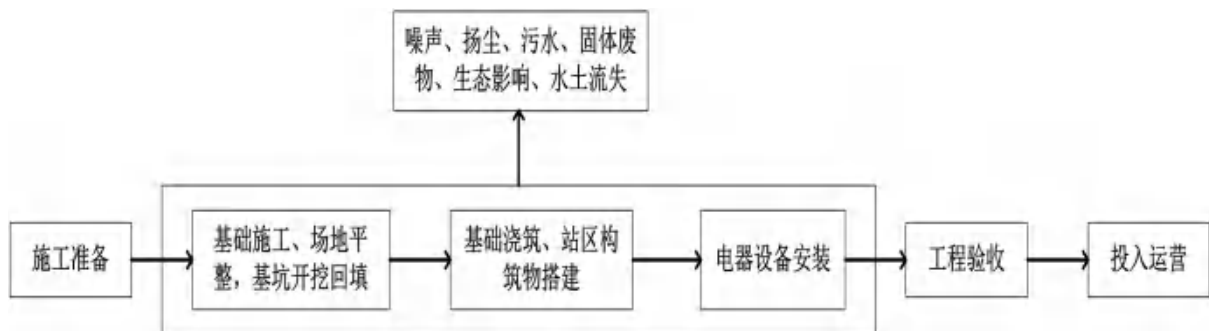 噪声、扬尘、污水、固体废
物、生态影响、水土流失
施工准备
基础施工、场地平
整，基坑开挖回填
基础浇筑、站区构
筑物搭建
电器设备安装
工程验收
投入运营